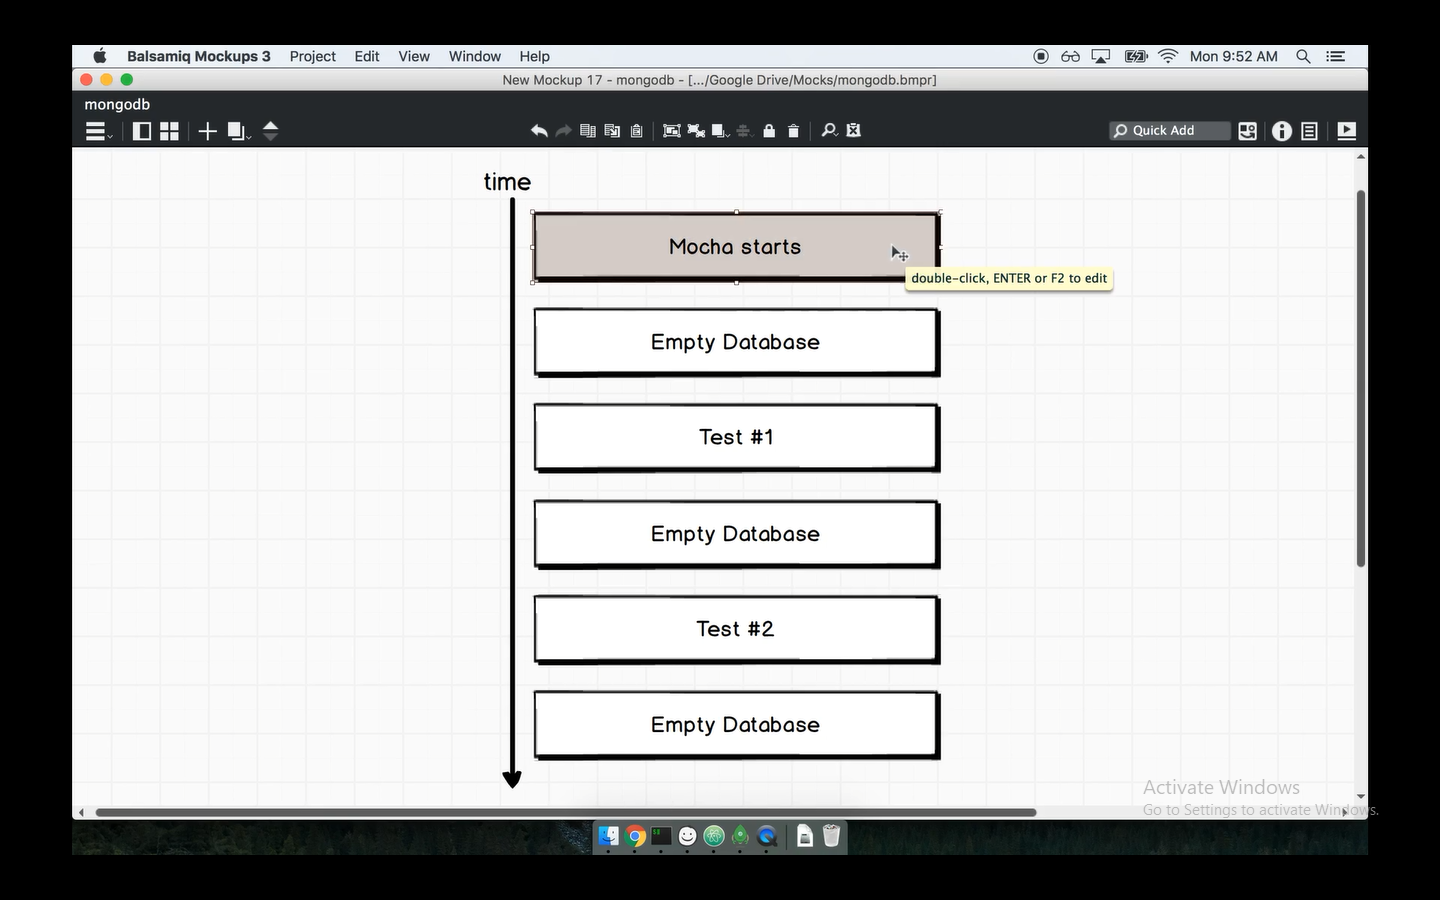 Balsamiq Mockups 3 Project Edit View Window Help Mon 9:52 AM
New Mockup 17 - mongodb - [.../Google Drive/Mocks/mongodb.bmpr]
mongodb
Quick Add
time
Mocha starts
double-click, ENTER or F2 to edit
Empty Database
Test #1
Empty Database
Test #2
Empty Database
Activate Windows
Go to Settings to activate Windows.